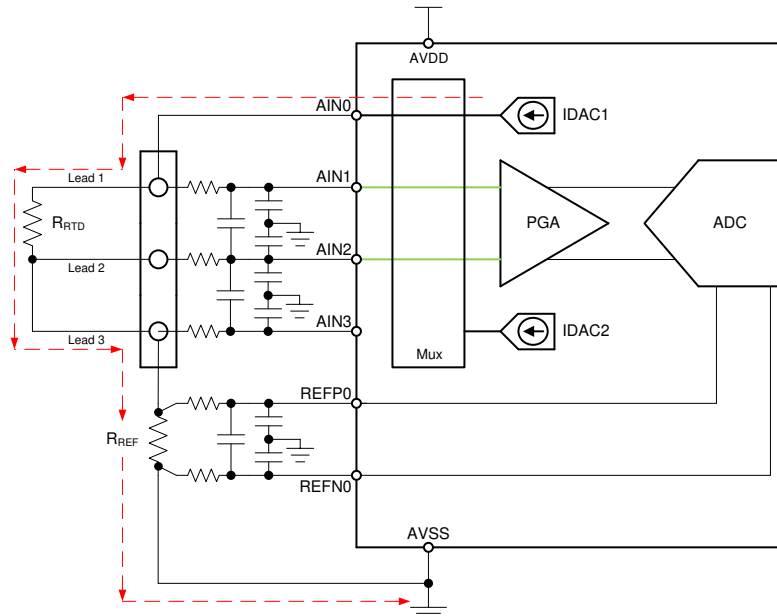 AVDD
AIN0
IDAC1
Lead 1
AIN1
RRTD
PGA
ADC
Lead 2
AIN2
Lead 3
AIN3
IDAC2
Mux
REFP0
RREF
REFN0
AVSS